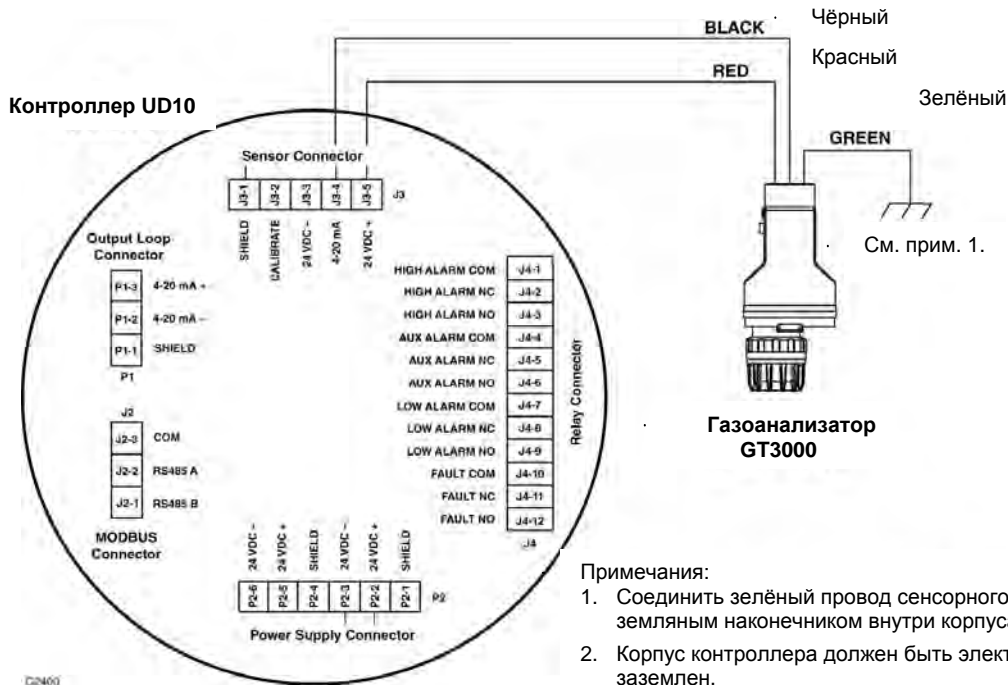 Чёрный
BLACK
Красный
RED
Зелёный
GREEN
Контроллер UD10
Sensor Connector
J3-1
J3-2
J3-3
J3-4
J3-5
J3
SHIELD
CALIBRATE
24 VDC –
4-20 mA
24 VDC +
См. прим. 1.
Output Loop
Connector
P1-3 4-20 mA +
P1-2 4-20 mA –
P1-1 SHIELD
P1
HIGH ALARM COM J4-1
HIGH ALARM NC J4-2
HIGH ALARM NO J4-3
AUX ALARM COM J4-4
AUX ALARM NC J4-5
AUX ALARM NO J4-6
LOW ALARM COM J4-7
LOW ALARM NC J4-8
LOW ALARM NO J4-9
FAULT COM J4-10
FAULT NC J4-11
FAULT NO J4-12
J4
Relay Connector
Газоанализатор
GT3000
J2
J2-3 COM
J2-2 RS485 A
J2-1 RS485 B
MODBUS
Connector
24 VDC –
24 VDC +
SHIELD
24 VDC –
24 VDC +
SHIELD
P2-6
P2-5
P2-4
P2-3
P2-2
P2-1
P2
Power Supply Connector
Примечания:
1. Соединить зелёный провод сенсорного
земляным наконечником внутри корпус
2. Корпус контроллера должен быть элект
заземлен.
G2400